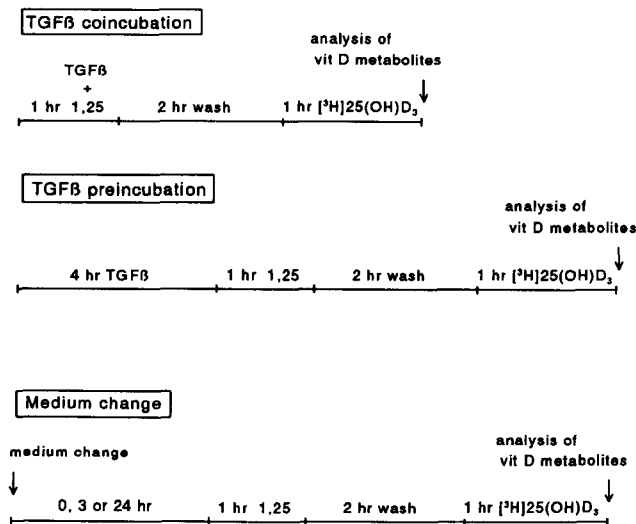 TGFß coincubation
analysis of
vit D metabolites
TGFß
+
1 hr 1,25
2 hr wash
1 hr [³H]25(OH)D₃
TGFß preincubation
analysis of
vit D metabolites
4 hr TGFß
1 hr 1,25
2 hr wash
1 hr [³H]25(OH)D₃
Medium change
medium change
analysis of
vit D metabolites
0, 3 or 24 hr
1 hr 1,25
2 hr wash
1 hr [³H]25(OH)D₃